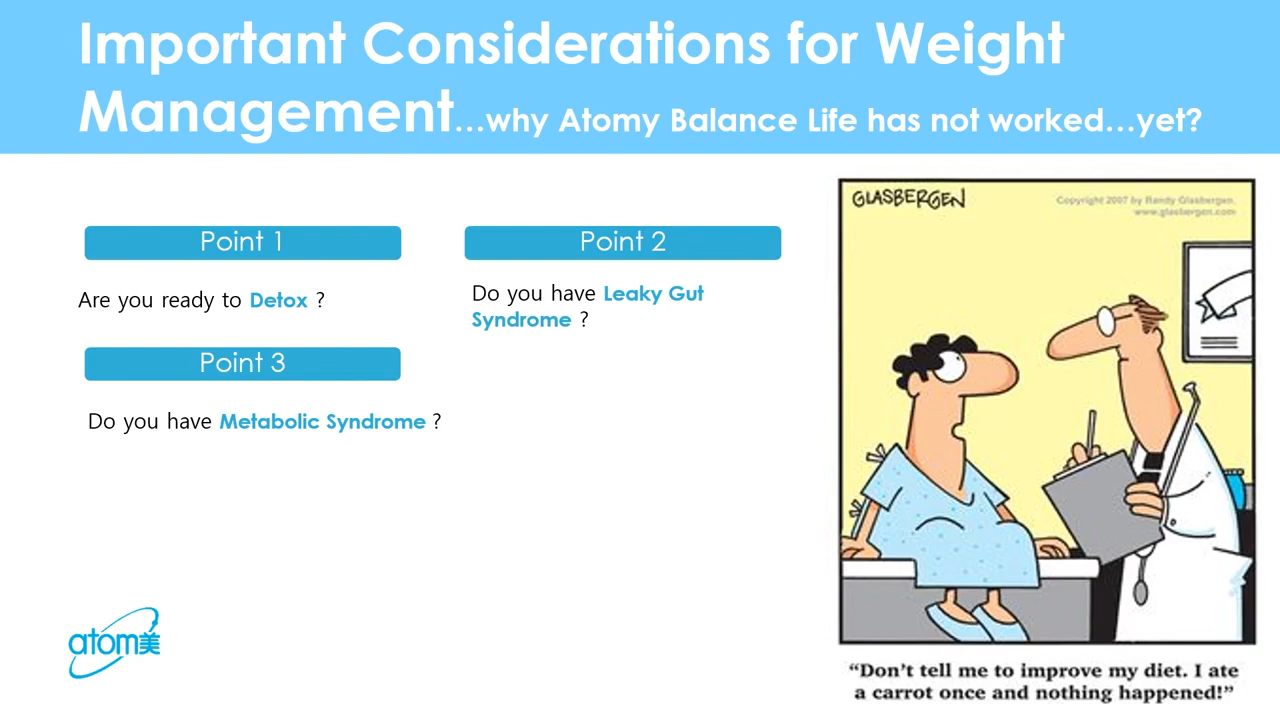 Important Considerations for Weight
Management...why Atomy Balance Life has not worked...yet?
Point 1
Are you ready to Detox ?
Point 2
Do you have Leaky Gut
Syndrome ?
Point 3
Do you have Metabolic Syndrome ?
GLASBERGEN
Copyright 2007 by Randy Glasbergen.
www.glasbergen.com
“Don’t tell me to improve my diet. I ate
a carrot once and nothing happened!”
atom美